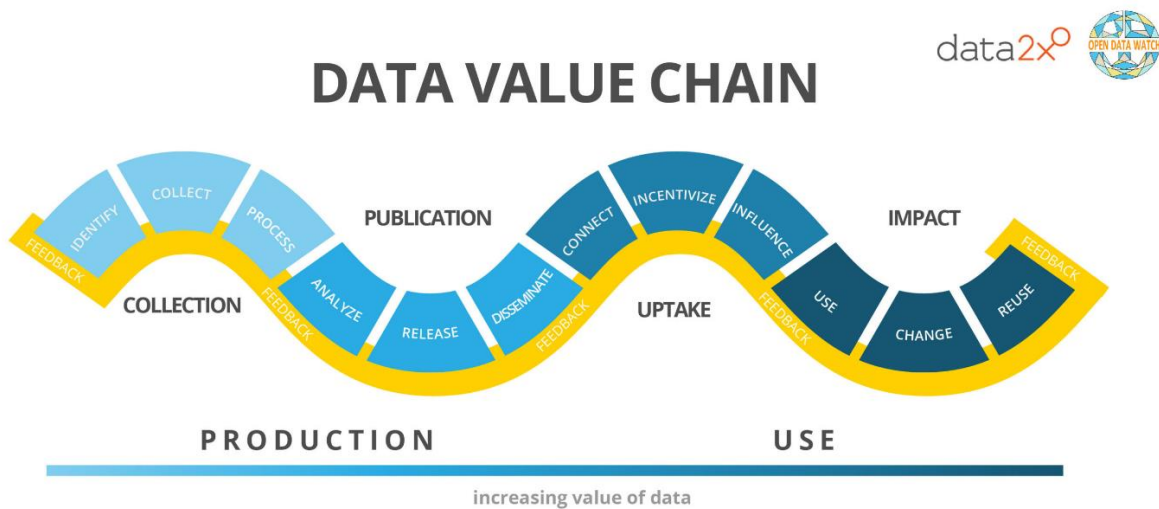 data2x
OPEN DATA WATCH
DATA VALUE CHAIN
FEEDBACK
IDENTIFY
COLLECT
PROCESS
COLLECTION
FEEDBACK
PUBLICATION
ANALYZE
RELEASE
DISSEMINATE
FEEDBACK
CONNECT
INCENTIVIZE
INFLUENCE
UPTAKE
FEEDBACK
IMPACT
USE
CHANGE
REUSE
FEEDBACK
PRODUCTION
USE
increasing value of data